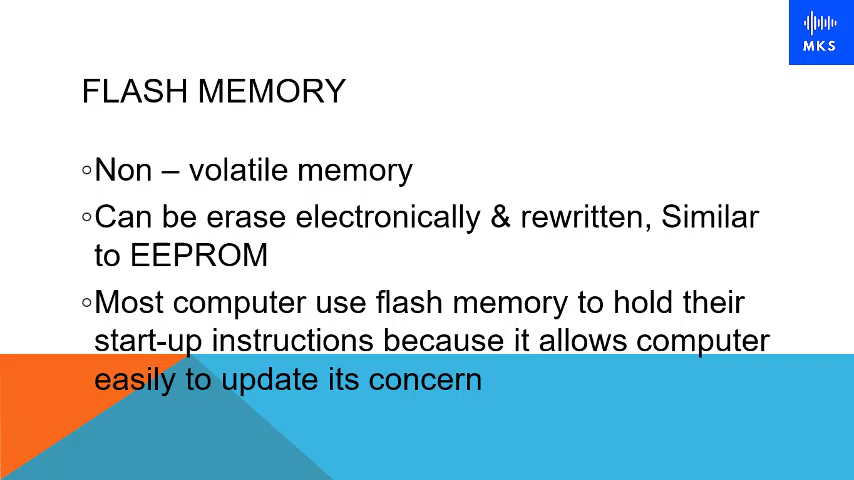 MKS
FLASH MEMORY
◦Non – volatile memory
◦Can be erase electronically & rewritten, Similar
to EEPROM
◦Most computer use flash memory to hold their
start-up instructions because it allows computer
easily to update its concern